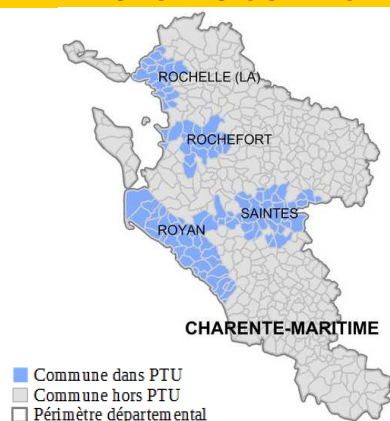 ROCHELLE (LA)
ROCHEFORT
SAINTES
ROYAN
CHARENTE-MARITIME
Commune dans PTU
Commune hors PTU
Périmètre départemental